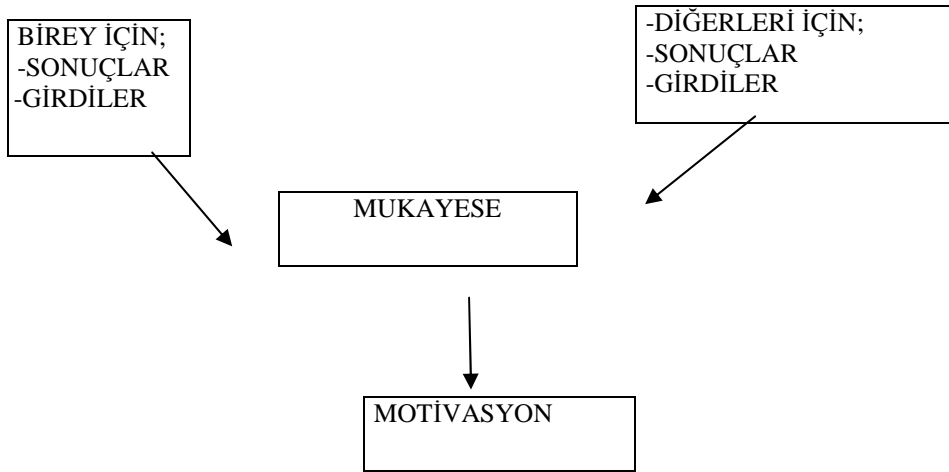 BİREY İÇİN;
-SONUÇLAR
-GİRDİLER
-DİĞERLERİ İÇİN;
-SONUÇLAR
-GİRDİLER
MUKAYESE
MOTİVASYON